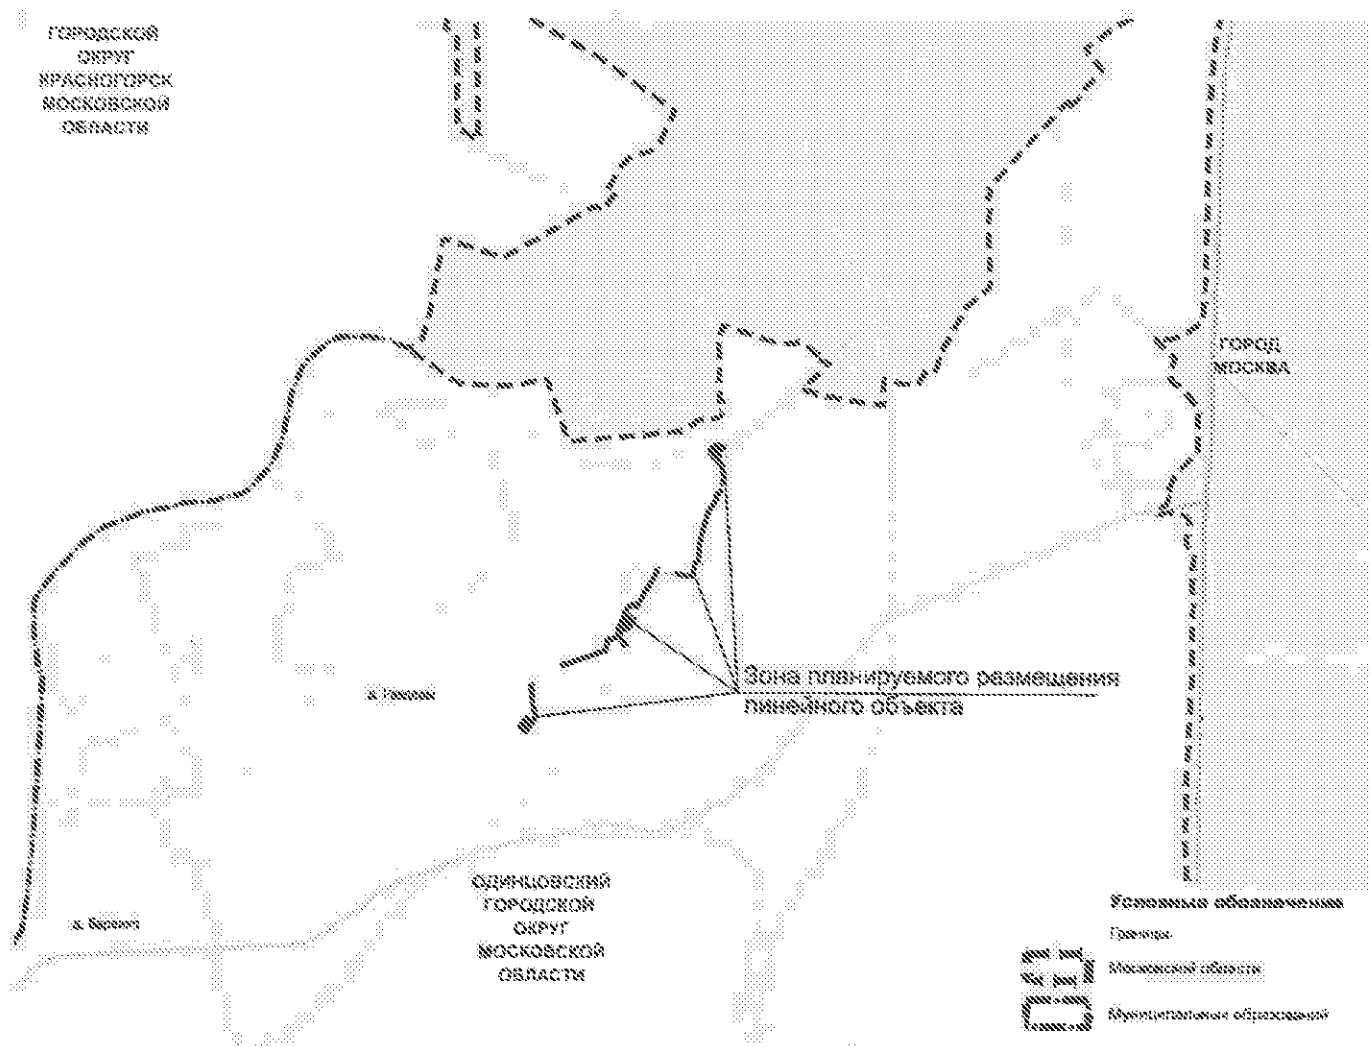 ГОРОДСКОЙ
ОКРУГ
КРАСНОГОРСК
МОСКОВСКОЙ
ОБЛАСТИ
ГОРОД
МОСКВА
Зона планируемого размещения
линейного объекта
д.
ОДИНЦОВСКИЙ
ГОРОДСКОЙ
ОКРУГ
МОСКОВСКОЙ
ОБЛАСТИ
д. Барвиха
Условные обозначения
Границы
Московской области
Муниципальных образований